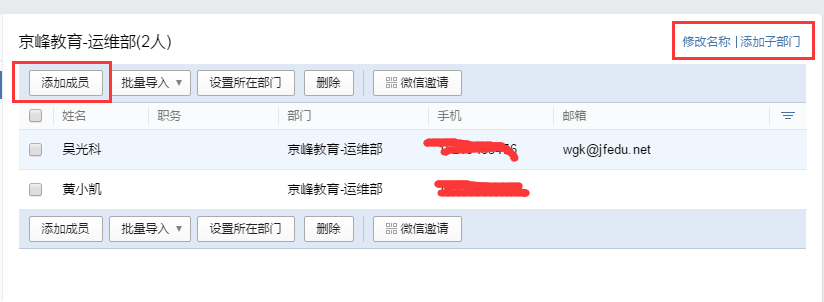 京峰教育-运维部(2人)
修改名称 | 添加子部门
添加成员 批量导入 设置所在部门 删除 微信邀请
姓名 职务 部门 手机 邮箱
吴光科 京峰教育-运维部 wgk@jfedu.net
黄小凯 京峰教育-运维部
添加成员 批量导入 设置所在部门 删除 微信邀请